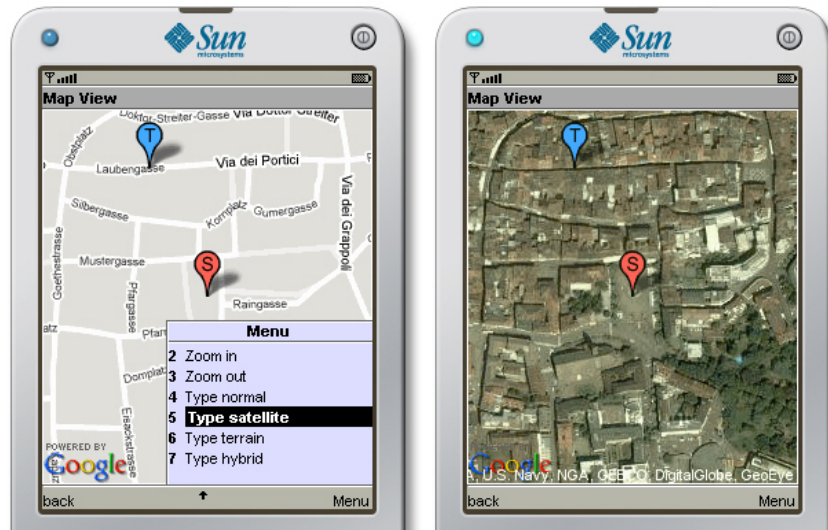 Sun
microsystems
Map View
Doktor-Streiter-Gasse
Via Dottor Streiter
Obstplatz
T
Laubengasse
Via dei Portici
Silbergasse
Kornplatz
Gumergasse
Via dei Grappoli
Goethestrasse
Mustergasse
S
Pfargasse
Raingasse
Menu
2 Zoom in
3 Zoom out
4 Type normal
5 Type satellite
6 Type terrain
7 Type hybrid
Eisackstrasse
POWERED BY
Google
back
Menu
Sun
microsystems
Map View
T
S
Google
A, U.S. Navy, NGA, GEBCO, DigitalGlobe, GeoEye
back
Menu